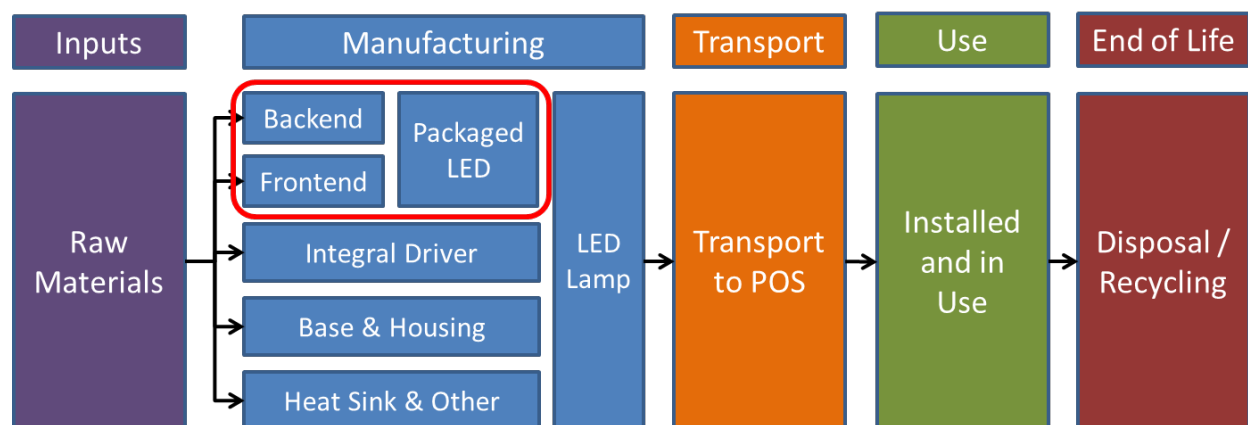 Inputs
Manufacturing
Transport
Use
End of Life
Raw
Materials
Backend
Frontend
Packaged
LED
Integral Driver
Base & Housing
Heat Sink & Other
LED
Lamp
Transport
to POS
Installed
and in
Use
Disposal /
Recycling